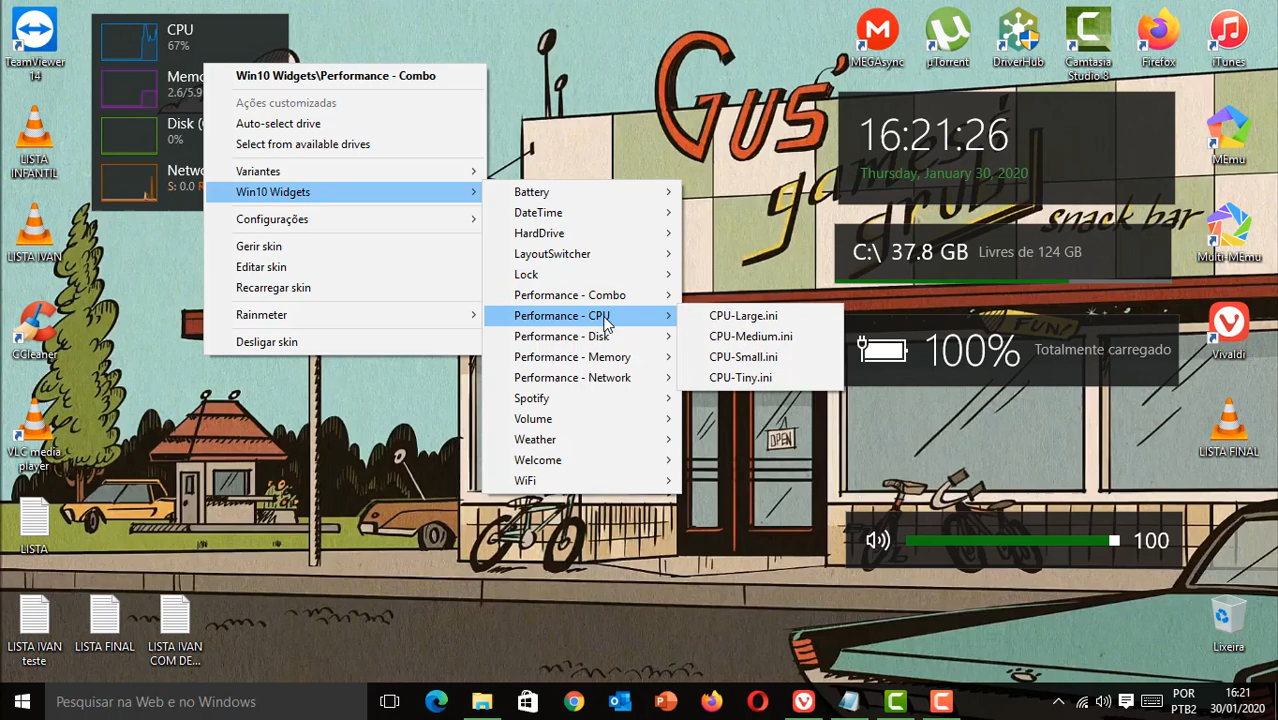 TeamViewer
14
LISTA
INFANTIL
LISTA IVAN
CCleaner
VLC media
player
LISTA
LISTA IVAN
teste
LISTA FINAL
LISTA IVAN
COM DE...
CPU
67%
Memo
2.6/5.9
Disk (
0%
Netwo
S: 0.0
Win10 Widgets\Performance - Combo
Ações customizadas
Auto-select drive
Select from available drives
Variantes
Win10 Widgets
Configurações
Gerir skin
Editar skin
Recarregar skin
Rainmeter
Desligar skin
Battery
DateTime
HardDrive
LayoutSwitcher
Lock
Performance - Combo
Performance - CPU
Performance - Disk
Performance - Memory
Performance - Network
Spotify
Volume
Weather
Welcome
WiFi
CPU-Large.ini
CPU-Medium.ini
CPU-Small.ini
CPU-Tiny.ini
GUS'
games
grub
snack bar
OPEN
MEGAsync
µTorrent
DriverHub
Camtasia
Studio 8
Firefox
iTunes
16:21:26
Thursday, January 30, 2020
C:\ 37.8 GB Livres de 124 GB
100% Totalmente carregado
100
MEmu
Multi-MEmu
Vivaldi
LISTA FINAL
Lixeira
Pesquisar na Web e no Windows
POR
PTB2
16:21
30/01/2020